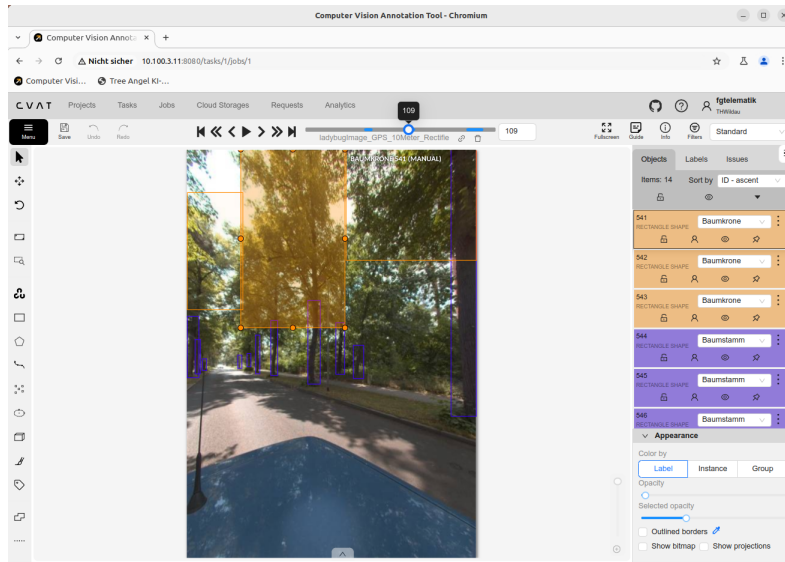 Computer Vision Annotation Tool - Chromium
Computer Vision Annota
Nicht sicher 10.100.3.11:8080/tasks/1/jobs/1
Computer Visi... Tree Angel KI-...
CVAT Projects Tasks Jobs Cloud Storages Requests Analytics
fgtelematik
THWildau
109
Menu Save Undo Redo
ladybugImage_GPS_10Meter_Rectifie
109
Fullscreen Guide Info Filters Standard
BAUMKRONE 541 (MANUAL)
Objects Labels Issues
Items: 14 Sort by ID - ascent
541
RECTANGLE SHAPE
Baumkrone
542
RECTANGLE SHAPE
Baumkrone
543
RECTANGLE SHAPE
Baumkrone
544
RECTANGLE SHAPE
Baumstamm
545
RECTANGLE SHAPE
Baumstamm
546
RECTANGLE SHAPE
Baumstamm
Appearance
Color by
Label Instance Group
Opacity
Selected opacity
Outlined borders
Show bitmap Show projections